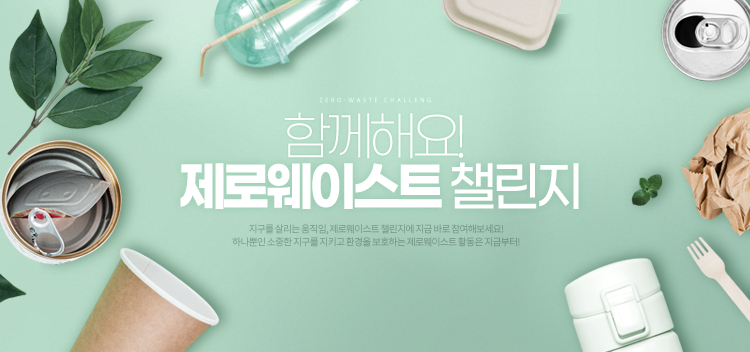 ZERO-WASTE CHALLENG
함께해요!
제로웨이스트 챌린지
지구를 살리는 움직임, 제로웨이스트 챌린지에 지금 바로 참여해보세요!
하나뿐인 소중한 지구를 지키고 환경을 보호하는 제로웨이스트 활동은 지금부터!